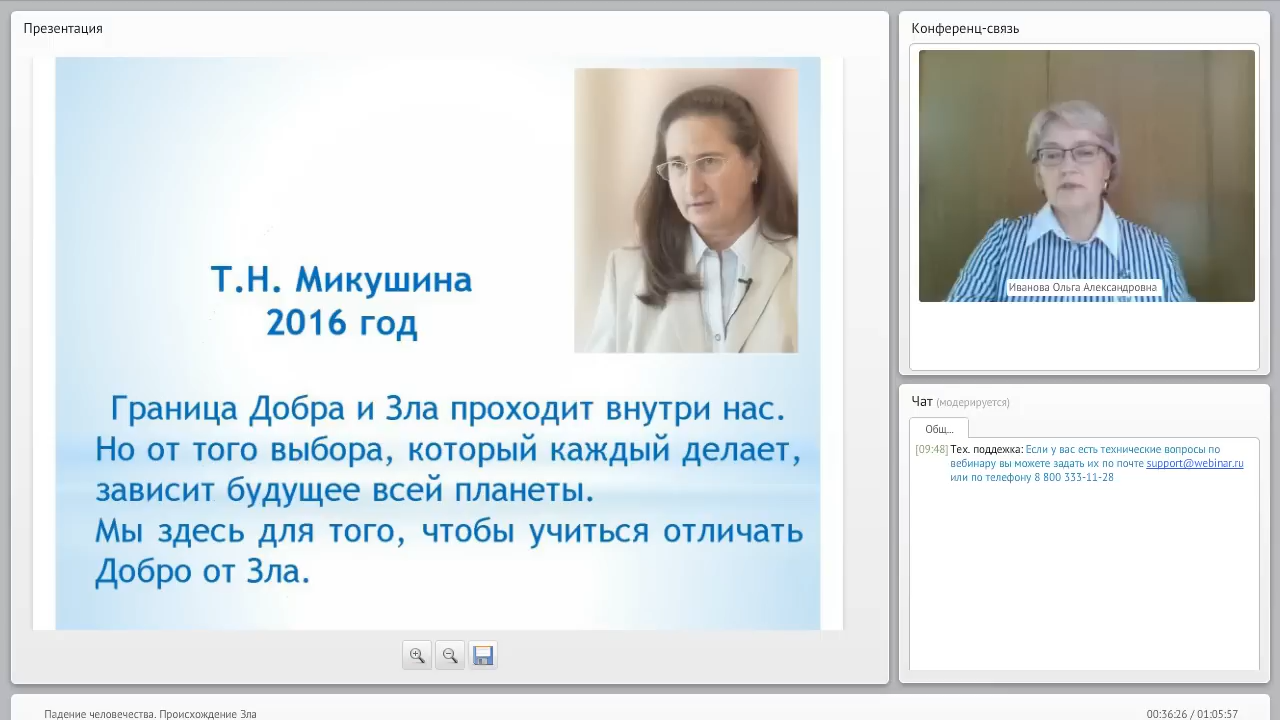 Презентация
Т.Н. Микушина
2016 год
Граница Добра и Зла проходит внутри нас.
Но от того выбора, который каждый делает,
зависит будущее всей планеты.
Мы здесь для того, чтобы учиться отличать
Добро от Зла.
Конференц-связь
Иванова Ольга Александровна
Чат (модерируется)
Общ...
[09:48] Тех. поддежка: Если у вас есть технические вопросы по
вебинару вы можете задать их по почте support@webinar.ru
или по телефону 8 800 333-11-28
Падение человечества. Происхождение Зла
00:36:26 / 01:05:57